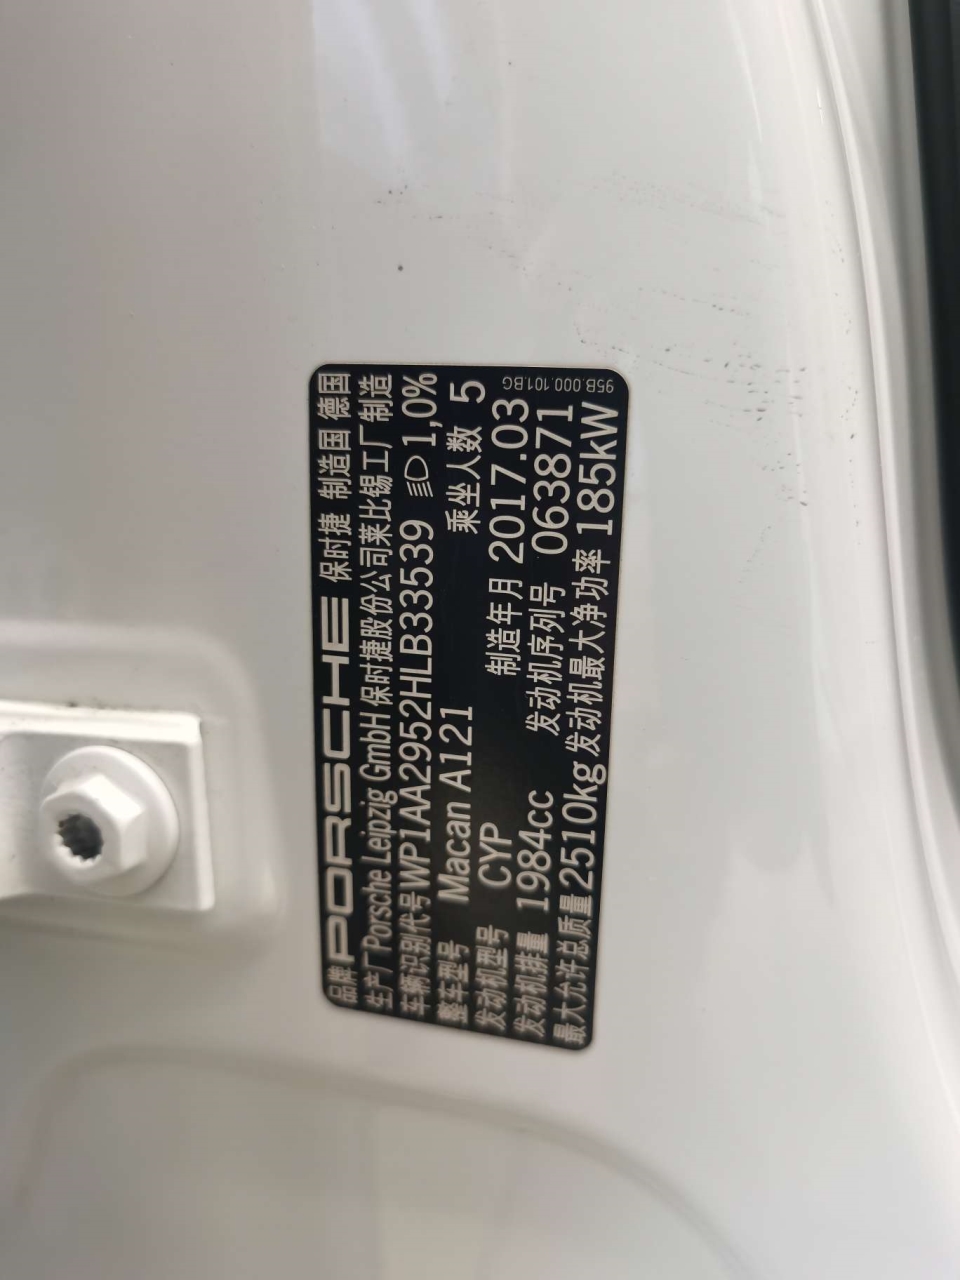 品牌 PORSCHE 保时捷 制造国 德国
生产厂 Porsche Leipzig GmbH 保时捷股份公司莱比锡工厂制造
车辆识别代号 WP1AA2952HLB33539 1,0%
整车型号 Macan A121 乘坐人数 5
发动机型号 CYP 制造年月 2017.03
发动机排量 1984cc 发动机序列号 063871
最大允许总质量 2510kg 发动机最大净功率 185kW
95B.000.101.BG